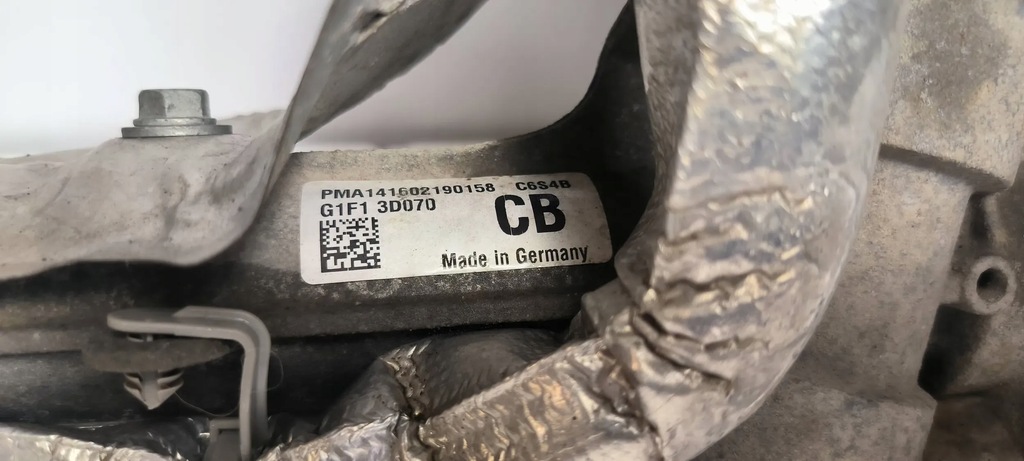 PMA141602190158 C6S4B
G1F1 3D070
CB
Made in Germany